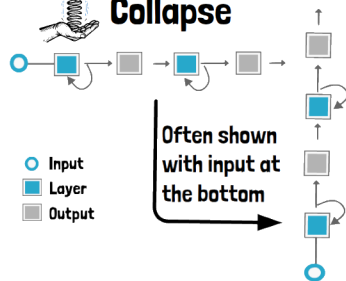 Collapse
Often shown
with input at
the bottom
Input
Layer
Output